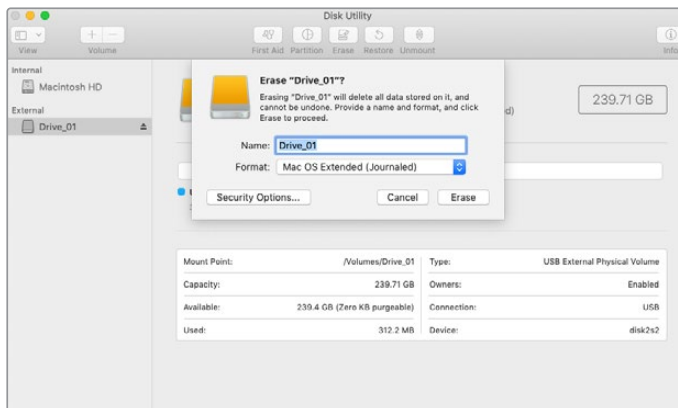 Disk Utility
View
Volume
First Aid Partition Erase Restore Unmount
Info
Internal
Macintosh HD
External
Drive_01
Erase "Drive_01"?
Erasing "Drive_01" will delete all data stored on it, and
cannot be undone. Provide a name and format, and click
Erase to proceed.
239.71 GB
Name: Drive_01
Format: Mac OS Extended (Journaled)
Security Options... Cancel Erase
Mount Point: /Volumes/Drive_01 Type: USB External Physical Volume
Capacity: 239.71 GB Owners: Enabled
Available: 239.4 GB (Zero KB purgeable) Connection: USB
Used: 312.2 MB Device: disk2s2